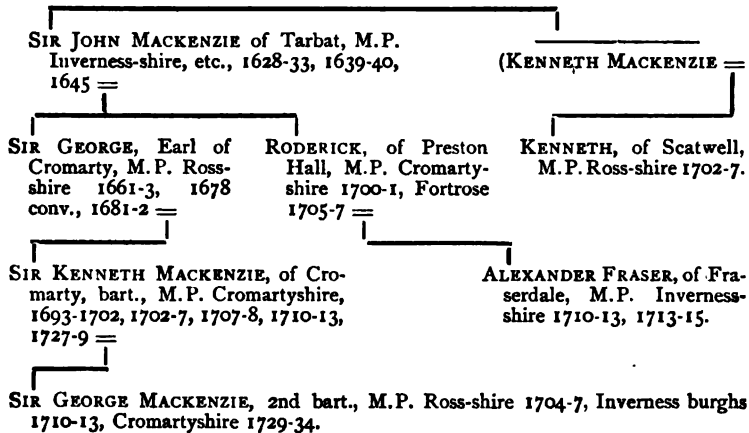 SIR JOHN MACKENZIE of Tarbat, M.P.
Inverness-shire, etc., 1628-33, 1639-40,
1645 =
(KENNETH MACKENZIE =
SIR GEORGE, Earl of
Cromarty, M.P. Ross-
shire 1661-3, 1678
conv., 1681-2 =
RODERICK, of Preston
Hall, M.P. Cromarty-
shire 1700-1, Fortrose
1705-7 =
KENNETH, of Scatwell,
M.P. Ross-shire 1702-7.
SIR KENNETH MACKENZIE, of Cro-
marty, bart., M.P. Cromartyshire,
1693-1702, 1702-7, 1707-8, 1710-13,
1727-9 =
ALEXANDER FRASER, of Fra-
serdale, M.P. Inverness-
shire 1710-13, 1713-15.
SIR GEORGE MACKENZIE, 2nd bart., M.P. Ross-shire 1704-7, Inverness burghs
1710-13, Cromartyshire 1729-34.